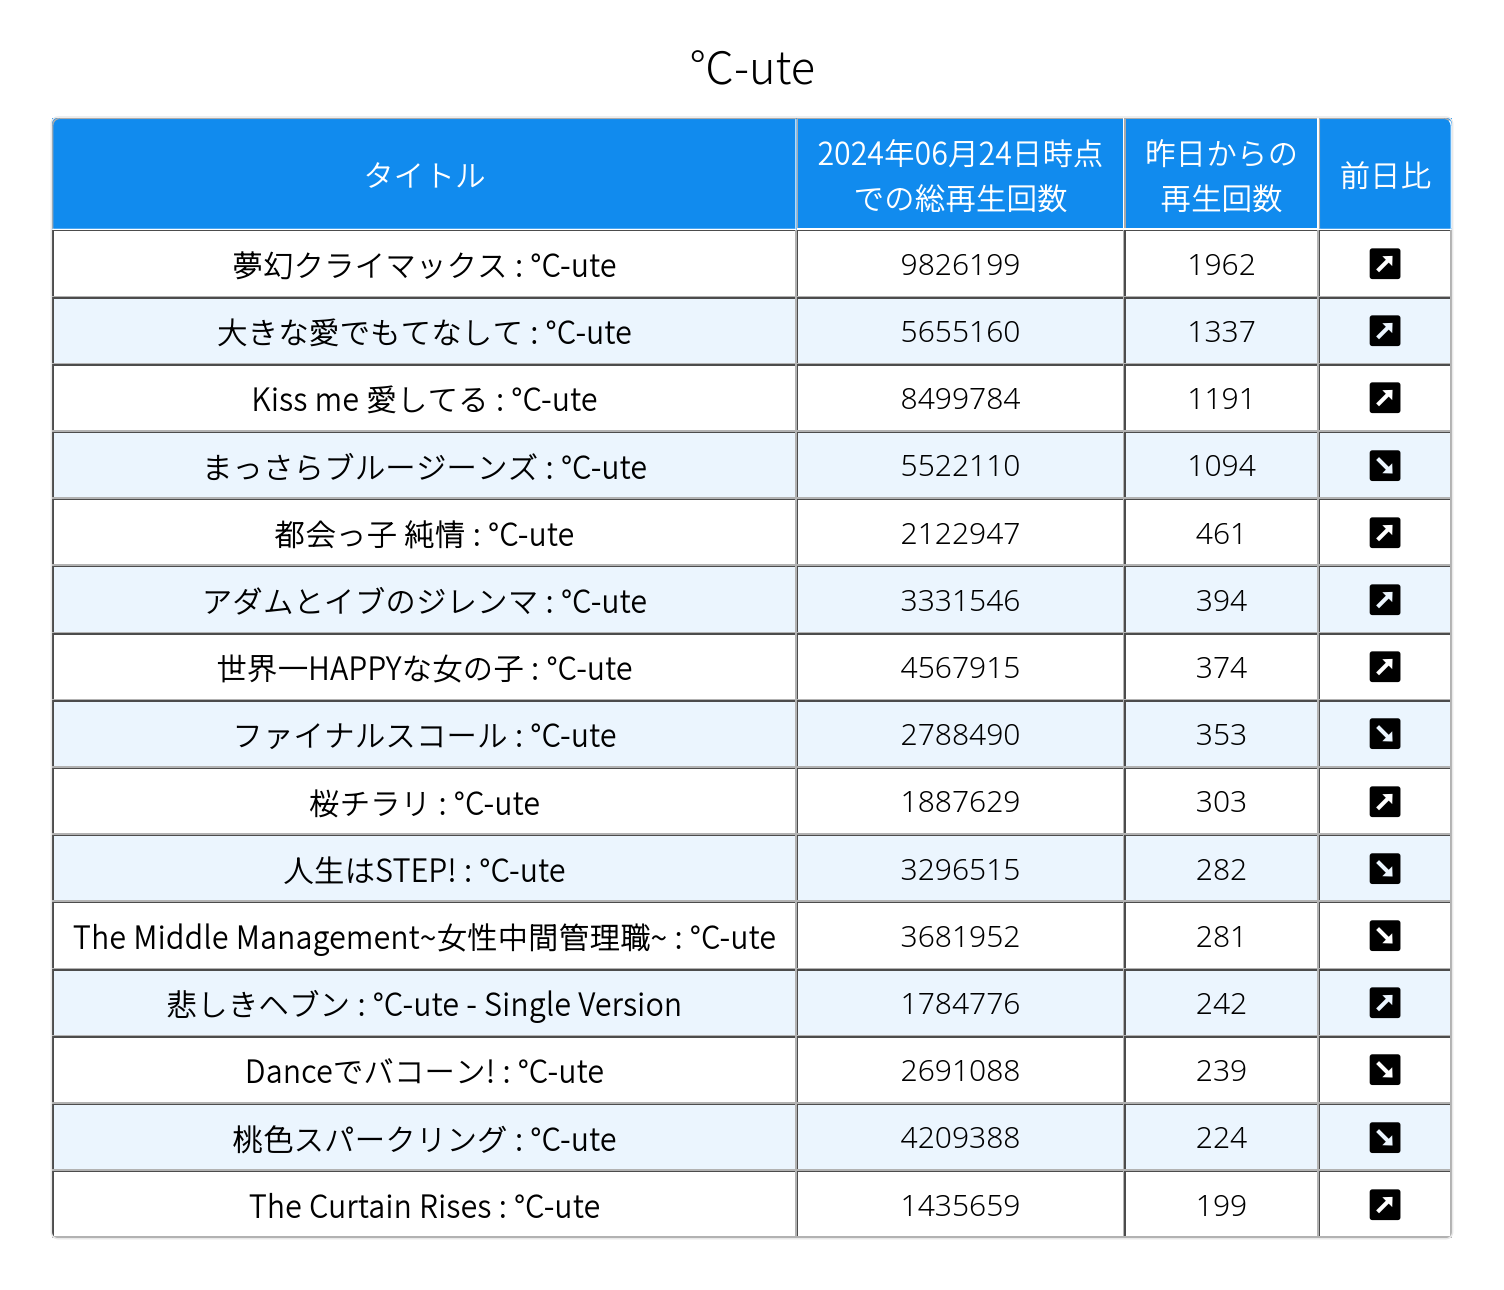 ℃-ute
タイトル
2024年06月24日時点
での総再生回数
昨日からの
再生回数
前日比
夢幻クライマックス : ℃-ute 9826199 1962
大きな愛でもてなして : ℃-ute 5655160 1337
Kiss me 愛してる : ℃-ute 8499784 1191
まっさらブルージーンズ : ℃-ute 5522110 1094
都会っ子 純情 : ℃-ute 2122947 461
アダムとイブのジレンマ : ℃-ute 3331546 394
世界一HAPPYな女の子 : ℃-ute 4567915 374
ファイナルスコール : ℃-ute 2788490 353
桜チラリ : ℃-ute 1887629 303
人生はSTEP! : ℃-ute 3296515 282
The Middle Management~女性中間管理職~ : ℃-ute 3681952 281
悲しきヘブン : ℃-ute - Single Version 1784776 242
Danceでバコーン! : ℃-ute 2691088 239
桃色スパークリング : ℃-ute 4209388 224
The Curtain Rises : ℃-ute 1435659 199